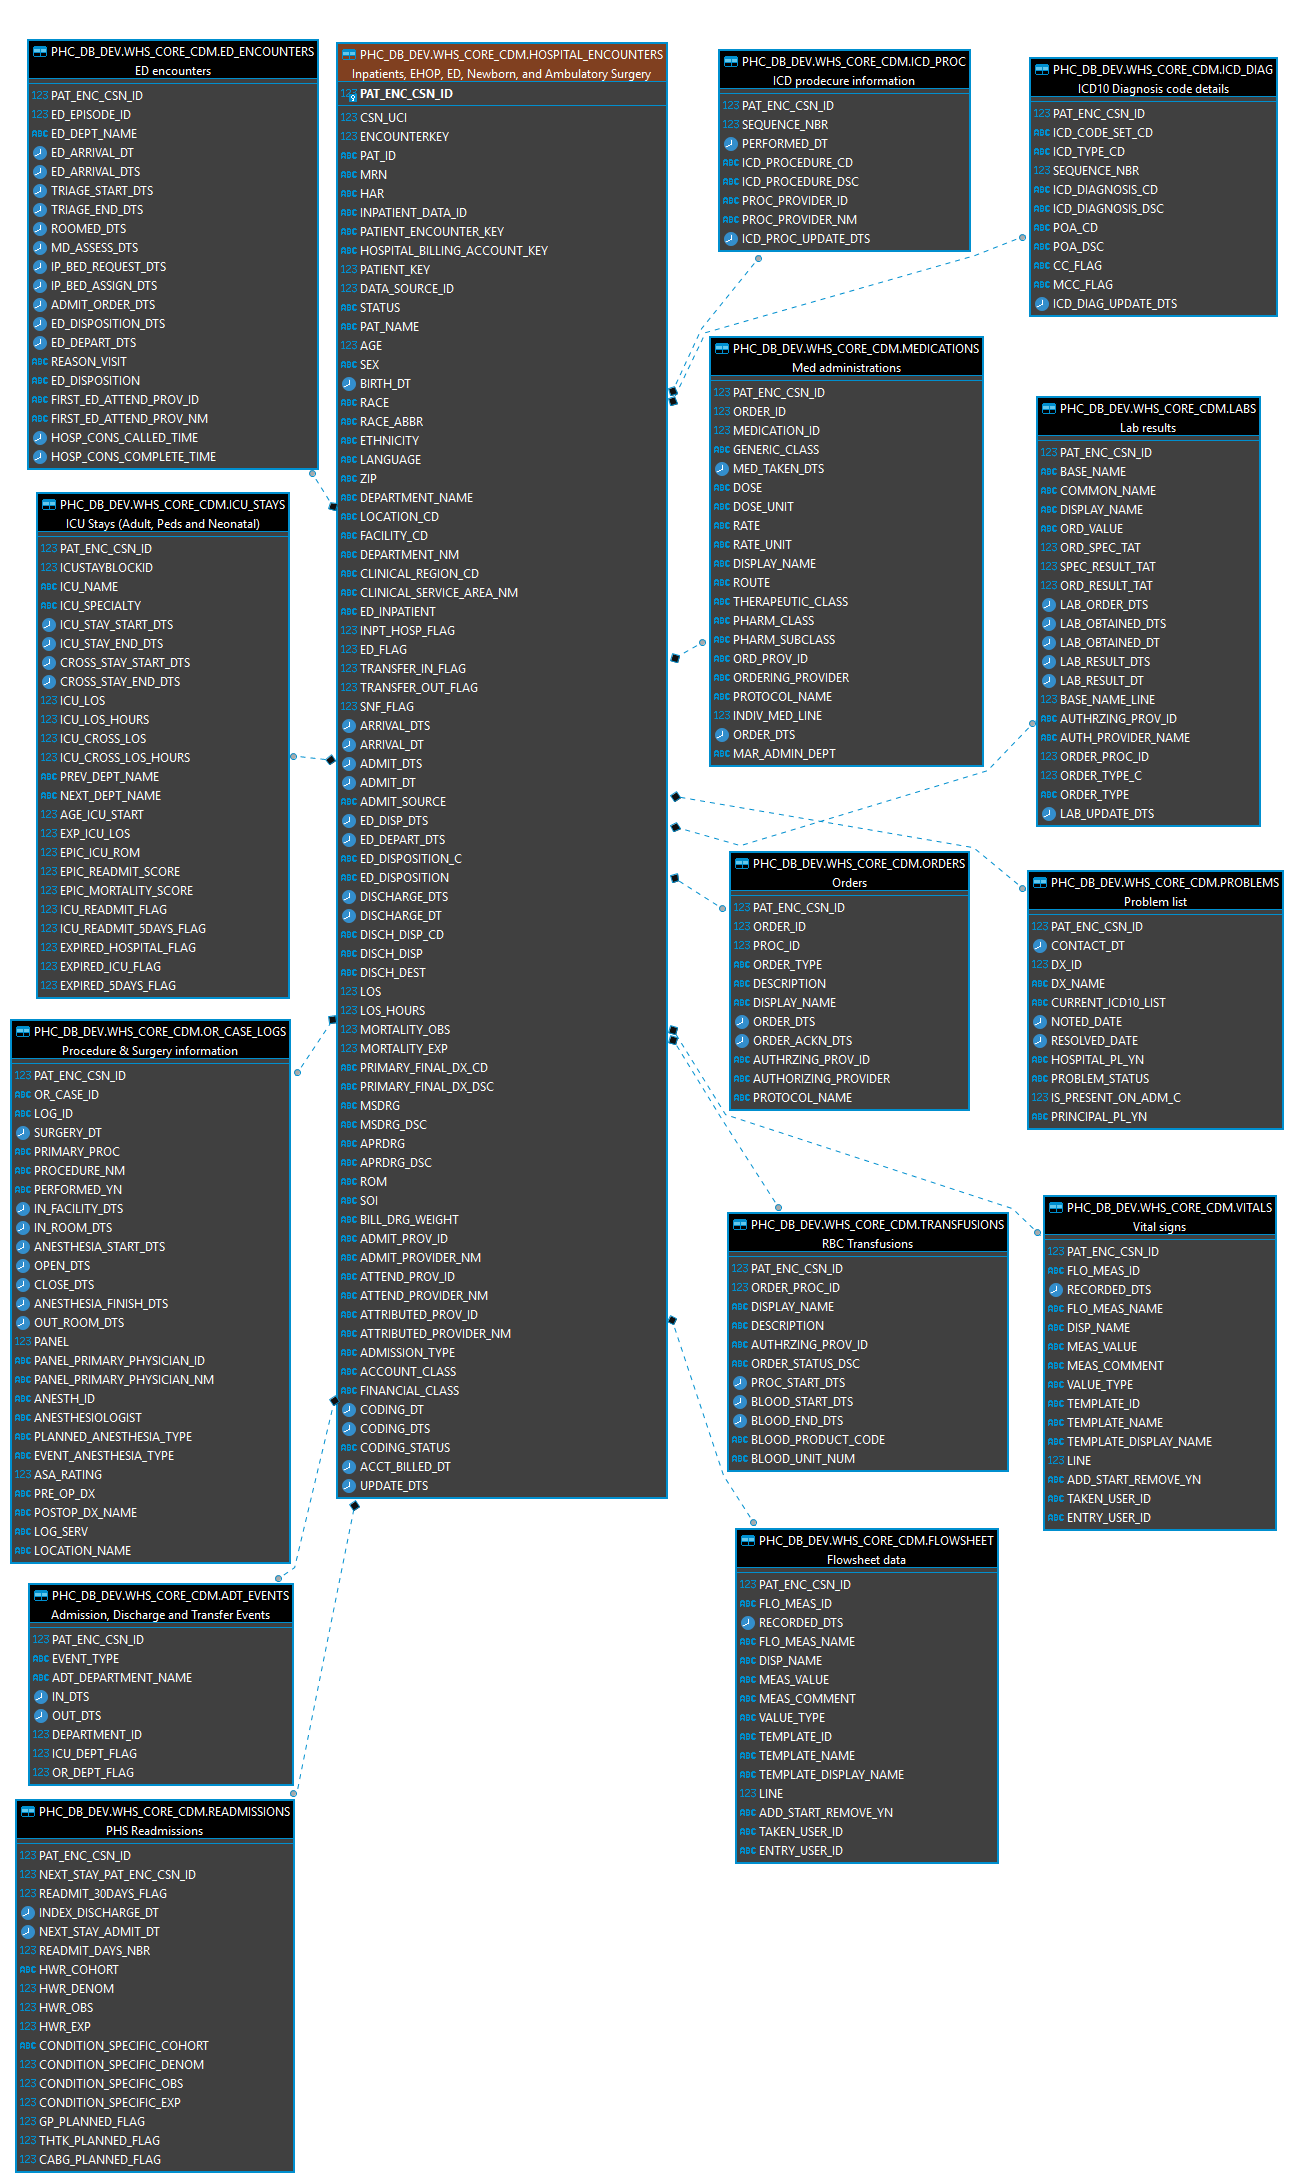 PHC_DB_DEV.WHS_CORE_CDM.ED_ENCOUNTERS
ED encounters
123 PAT_ENC_CSN_ID
123 ED_EPISODE_ID
ABC ED_DEPT_NAME
ED_ARRIVAL_DT
ED_ARRIVAL_DTS
TRIAGE_START_DTS
TRIAGE_END_DTS
ROOMED_DTS
MD_ASSESS_DTS
IP_BED_REQUEST_DTS
IP_BED_ASSIGN_DTS
ADMIT_ORDER_DTS
ED_DISPOSITION_DTS
ED_DEPART_DTS
ABC REASON_VISIT
ABC ED_DISPOSITION
ABC FIRST_ED_ATTEND_PROV_ID
ABC FIRST_ED_ATTEND_PROV_NM
HOSP_CONS_CALLED_TIME
HOSP_CONS_COMPLETE_TIME
PHC_DB_DEV.WHS_CORE_CDM.ICU_STAYS
ICU Stays (Adult, Peds and Neonatal)
123 PAT_ENC_CSN_ID
123 ICUSTAYBLOCKID
ABC ICU_NAME
ABC ICU_SPECIALTY
ICU_STAY_START_DTS
ICU_STAY_END_DTS
CROSS_STAY_START_DTS
CROSS_STAY_END_DTS
123 ICU_LOS
123 ICU_LOS_HOURS
123 ICU_CROSS_LOS
123 ICU_CROSS_LOS_HOURS
ABC PREV_DEPT_NAME
ABC NEXT_DEPT_NAME
123 AGE_ICU_START
123 EXP_ICU_LOS
123 EPIC_ICU_ROM
123 EPIC_READMIT_SCORE
123 EPIC_MORTALITY_SCORE
123 ICU_READMIT_FLAG
123 ICU_READMIT_5DAYS_FLAG
123 EXPIRED_HOSPITAL_FLAG
123 EXPIRED_ICU_FLAG
123 EXPIRED_5DAYS_FLAG
PHC_DB_DEV.WHS_CORE_CDM.OR_CASE_LOGS
Procedure & Surgery information
123 PAT_ENC_CSN_ID
ABC OR_CASE_ID
ABC LOG_ID
SURGERY_DT
ABC PRIMARY_PROC
ABC PROCEDURE_NM
ABC PERFORMED_YN
IN_FACILITY_DTS
IN_ROOM_DTS
ANESTHESIA_START_DTS
OPEN_DTS
CLOSE_DTS
ANESTHESIA_FINISH_DTS
OUT_ROOM_DTS
123 PANEL
ABC PANEL_PRIMARY_PHYSICIAN_ID
ABC PANEL_PRIMARY_PHYSICIAN_NM
ABC ANESTH_ID
ABC ANESTHESIOLOGIST
ABC PLANNED_ANESTHESIA_TYPE
ABC EVENT_ANESTHESIA_TYPE
123 ASA_RATING
ABC PRE_OP_DX
ABC POSTOP_DX_NAME
ABC LOG_SERV
ABC LOCATION_NAME
PHC_DB_DEV.WHS_CORE_CDM.ADT_EVENTS
Admission, Discharge and Transfer Events
123 PAT_ENC_CSN_ID
ABC EVENT_TYPE
ABC ADT_DEPARTMENT_NAME
IN_DTS
OUT_DTS
123 DEPARTMENT_ID
123 ICU_DEPT_FLAG
123 OR_DEPT_FLAG
PHC_DB_DEV.WHS_CORE_CDM.READMISSIONS
PHS Readmissions
123 PAT_ENC_CSN_ID
123 NEXT_STAY_PAT_ENC_CSN_ID
123 READMIT_30DAYS_FLAG
INDEX_DISCHARGE_DT
NEXT_STAY_ADMIT_DT
123 READMIT_DAYS_NBR
ABC HWR_COHORT
123 HWR_DENOM
123 HWR_OBS
123 HWR_EXP
ABC CONDITION_SPECIFIC_COHORT
123 CONDITION_SPECIFIC_DENOM
123 CONDITION_SPECIFIC_OBS
123 CONDITION_SPECIFIC_EXP
123 GP_PLANNED_FLAG
123 THTK_PLANNED_FLAG
123 CABG_PLANNED_FLAG
PHC_DB_DEV.WHS_CORE_CDM.HOSPITAL_ENCOUNTERS
Inpatients, EHOP, ED, Newborn, and Ambulatory Surgery
123 PAT_ENC_CSN_ID
123 CSN_UCI
123 ENCOUNTERKEY
ABC PAT_ID
ABC MRN
ABC HAR
ABC INPATIENT_DATA_ID
ABC PATIENT_ENCOUNTER_KEY
ABC HOSPITAL_BILLING_ACCOUNT_KEY
123 PATIENT_KEY
123 DATA_SOURCE_ID
ABC STATUS
ABC PAT_NAME
123 AGE
ABC SEX
BIRTH_DT
ABC RACE
ABC RACE_ABBR
ABC ETHNICITY
ABC LANGUAGE
ABC ZIP
ABC DEPARTMENT_NAME
123 LOCATION_CD
ABC FACILITY_CD
ABC DEPARTMENT_NM
ABC CLINICAL_REGION_CD
ABC CLINICAL_SERVICE_AREA_NM
ABC ED_INPATIENT
123 INPT_HOSP_FLAG
123 ED_FLAG
123 TRANSFER_IN_FLAG
123 TRANSFER_OUT_FLAG
123 SNF_FLAG
ARRIVAL_DTS
ARRIVAL_DT
ADMIT_DTS
ADMIT_DT
ABC ADMIT_SOURCE
ED_DISP_DTS
ED_DEPART_DTS
ABC ED_DISPOSITION_C
ABC ED_DISPOSITION
DISCHARGE_DTS
DISCHARGE_DT
ABC DISCH_DISP_CD
ABC DISCH_DISP
ABC DISCH_DEST
123 LOS
123 LOS_HOURS
123 MORTALITY_OBS
123 MORTALITY_EXP
ABC PRIMARY_FINAL_DX_CD
ABC PRIMARY_FINAL_DX_DSC
ABC MSDRG
ABC MSDRG_DSC
ABC APRDRG
ABC APRDRG_DSC
ABC ROM
ABC SOI
ABC BILL_DRG_WEIGHT
ABC ADMIT_PROV_ID
ABC ADMIT_PROVIDER_NM
ABC ATTEND_PROV_ID
ABC ATTEND_PROVIDER_NM
ABC ATTRIBUTED_PROV_ID
ABC ATTRIBUTED_PROVIDER_NM
ABC ADMISSION_TYPE
ABC ACCOUNT_CLASS
ABC FINANCIAL_CLASS
CODING_DT
CODING_DTS
ABC CODING_STATUS
ACCT_BILLED_DT
UPDATE_DTS
PHC_DB_DEV.WHS_CORE_CDM.ICD_PROC
ICD prodecure information
123 PAT_ENC_CSN_ID
123 SEQUENCE_NBR
PERFORMED_DT
ABC ICD_PROCEDURE_CD
ABC ICD_PROCEDURE_DSC
ABC PROC_PROVIDER_ID
ABC PROC_PROVIDER_NM
ICD_PROC_UPDATE_DTS
PHC_DB_DEV.WHS_CORE_CDM.ICD_DIAG
ICD10 Diagnosis code details
123 PAT_ENC_CSN_ID
ABC ICD_CODE_SET_CD
ABC ICD_TYPE_CD
123 SEQUENCE_NBR
ABC ICD_DIAGNOSIS_CD
ABC ICD_DIAGNOSIS_DSC
ABC POA_CD
ABC POA_DSC
ABC CC_FLAG
ABC MCC_FLAG
ICD_DIAG_UPDATE_DTS
PHC_DB_DEV.WHS_CORE_CDM.MEDICATIONS
Med administrations
123 PAT_ENC_CSN_ID
123 ORDER_ID
123 MEDICATION_ID
ABC GENERIC_CLASS
MED_TAKEN_DTS
ABC DOSE
ABC DOSE_UNIT
ABC RATE
ABC RATE_UNIT
ABC DISPLAY_NAME
ABC ROUTE
ABC THERAPEUTIC_CLASS
ABC PHARM_CLASS
ABC PHARM_SUBCLASS
ABC ORD_PROV_ID
ABC ORDERING_PROVIDER
ABC PROTOCOL_NAME
123 INDIV_MED_LINE
ORDER_DTS
ABC MAR_ADMIN_DEPT
PHC_DB_DEV.WHS_CORE_CDM.LABS
Lab results
123 PAT_ENC_CSN_ID
ABC BASE_NAME
ABC COMMON_NAME
ABC DISPLAY_NAME
ABC ORD_VALUE
123 ORD_SPEC_TAT
123 SPEC_RESULT_TAT
123 ORD_RESULT_TAT
LAB_ORDER_DTS
LAB_OBTAINED_DTS
LAB_OBTAINED_DT
LAB_RESULT_DTS
LAB_RESULT_DT
123 BASE_NAME_LINE
ABC AUTHRZING_PROV_ID
ABC AUTH_PROVIDER_NAME
123 ORDER_PROC_ID
123 ORDER_TYPE_C
ABC ORDER_TYPE
LAB_UPDATE_DTS
PHC_DB_DEV.WHS_CORE_CDM.ORDERS
Orders
123 PAT_ENC_CSN_ID
123 ORDER_ID
123 PROC_ID
ABC ORDER_TYPE
ABC DESCRIPTION
ABC DISPLAY_NAME
ORDER_DTS
ORDER_ACKN_DTS
ABC AUTHRZING_PROV_ID
ABC AUTHORIZING_PROVIDER
ABC PROTOCOL_NAME
PHC_DB_DEV.WHS_CORE_CDM.PROBLEMS
Problem list
123 PAT_ENC_CSN_ID
CONTACT_DT
123 DX_ID
ABC DX_NAME
ABC CURRENT_ICD10_LIST
NOTED_DATE
RESOLVED_DATE
ABC HOSPITAL_PL_YN
ABC PROBLEM_STATUS
123 IS_PRESENT_ON_ADM_C
ABC PRINCIPAL_PL_YN
PHC_DB_DEV.WHS_CORE_CDM.TRANSFUSIONS
RBC Transfusions
123 PAT_ENC_CSN_ID
123 ORDER_PROC_ID
ABC DISPLAY_NAME
ABC DESCRIPTION
ABC AUTHRZING_PROV_ID
ABC ORDER_STATUS_DSC
PROC_START_DTS
BLOOD_START_DTS
BLOOD_END_DTS
ABC BLOOD_PRODUCT_CODE
ABC BLOOD_UNIT_NUM
PHC_DB_DEV.WHS_CORE_CDM.VITALS
Vital signs
123 PAT_ENC_CSN_ID
ABC FLO_MEAS_ID
RECORDED_DTS
ABC FLO_MEAS_NAME
ABC DISP_NAME
ABC MEAS_VALUE
ABC MEAS_COMMENT
ABC VALUE_TYPE
ABC TEMPLATE_ID
ABC TEMPLATE_NAME
ABC TEMPLATE_DISPLAY_NAME
123 LINE
ABC ADD_START_REMOVE_YN
ABC TAKEN_USER_ID
ABC ENTRY_USER_ID
PHC_DB_DEV.WHS_CORE_CDM.FLOWSHEET
Flowsheet data
123 PAT_ENC_CSN_ID
ABC FLO_MEAS_ID
RECORDED_DTS
ABC FLO_MEAS_NAME
ABC DISP_NAME
ABC MEAS_VALUE
ABC MEAS_COMMENT
ABC VALUE_TYPE
ABC TEMPLATE_ID
ABC TEMPLATE_NAME
ABC TEMPLATE_DISPLAY_NAME
123 LINE
ABC ADD_START_REMOVE_YN
ABC TAKEN_USER_ID
ABC ENTRY_USER_ID